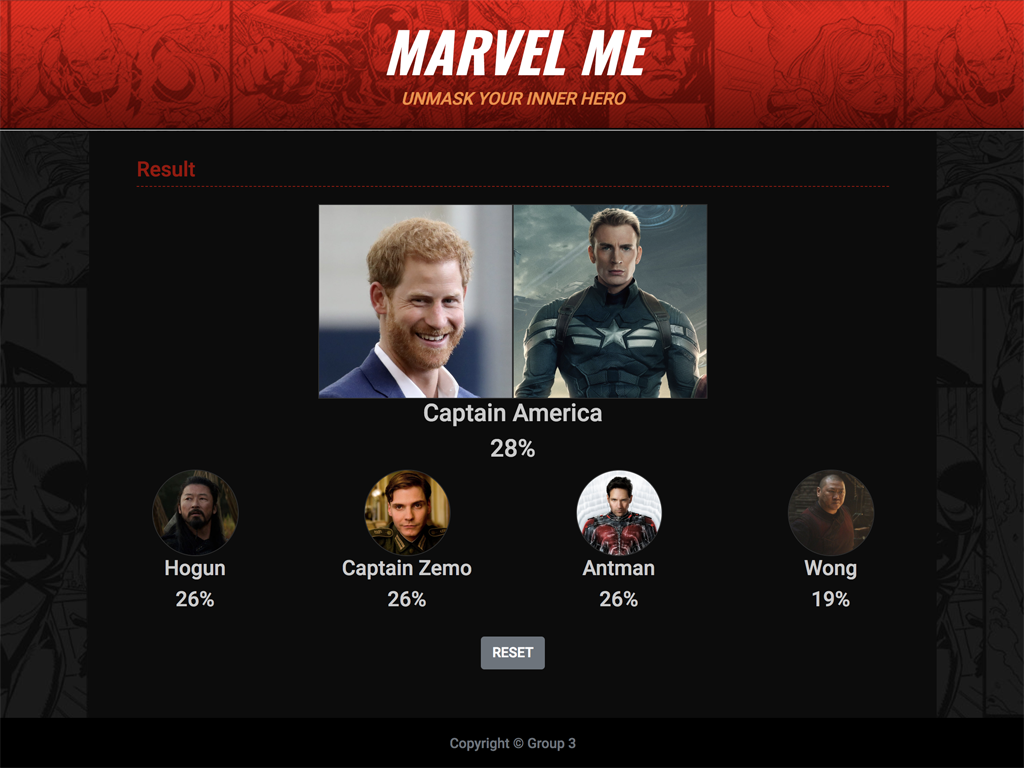 MARVEL ME
UNMASK YOUR INNER HERO
Result
Captain America
28%
Hogun
Captain Zemo
Antman
Wong
26%
26%
26%
19%
RESET
Copyright © Group 3